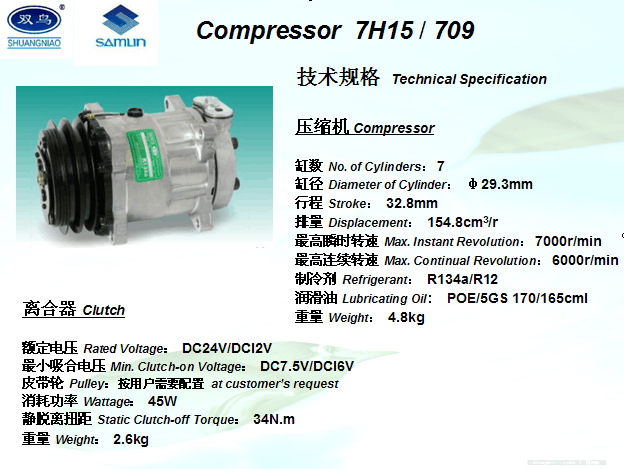 双鸟
SHUANGNIAO
SAMLIN
Compressor 7H15 / 709
技术规格 Technical Specification
压缩机 Compressor
缸数 No. of Cylinders： 7
缸径 Diameter of Cylinder： φ 29.3mm
行程 Stroke： 32.8mm
排量 Displacement： 154.8cm³/r
最高瞬时转速 Max. Instant Revolution：7000r/min
最高连续转速 Max. Continual Revolution：6000r/min
制冷剂 Refrigerant： R134a/R12
润滑油 Lubricating Oil： POE/5GS 170/165cml
重量 Weight： 4.8kg
离合器 Clutch
额定电压 Rated Voltage： DC24V/DCI2V
最小吸合电压 Min. Clutch-on Voltage： DC7.5V/DCI6V
皮带轮 Pulley：按用户需要配置 at customer's request
消耗功率 Wattage： 45W
静脱离扭距 Static Clutch-off Torque： 34N.m
重量 Weight： 2.6kg